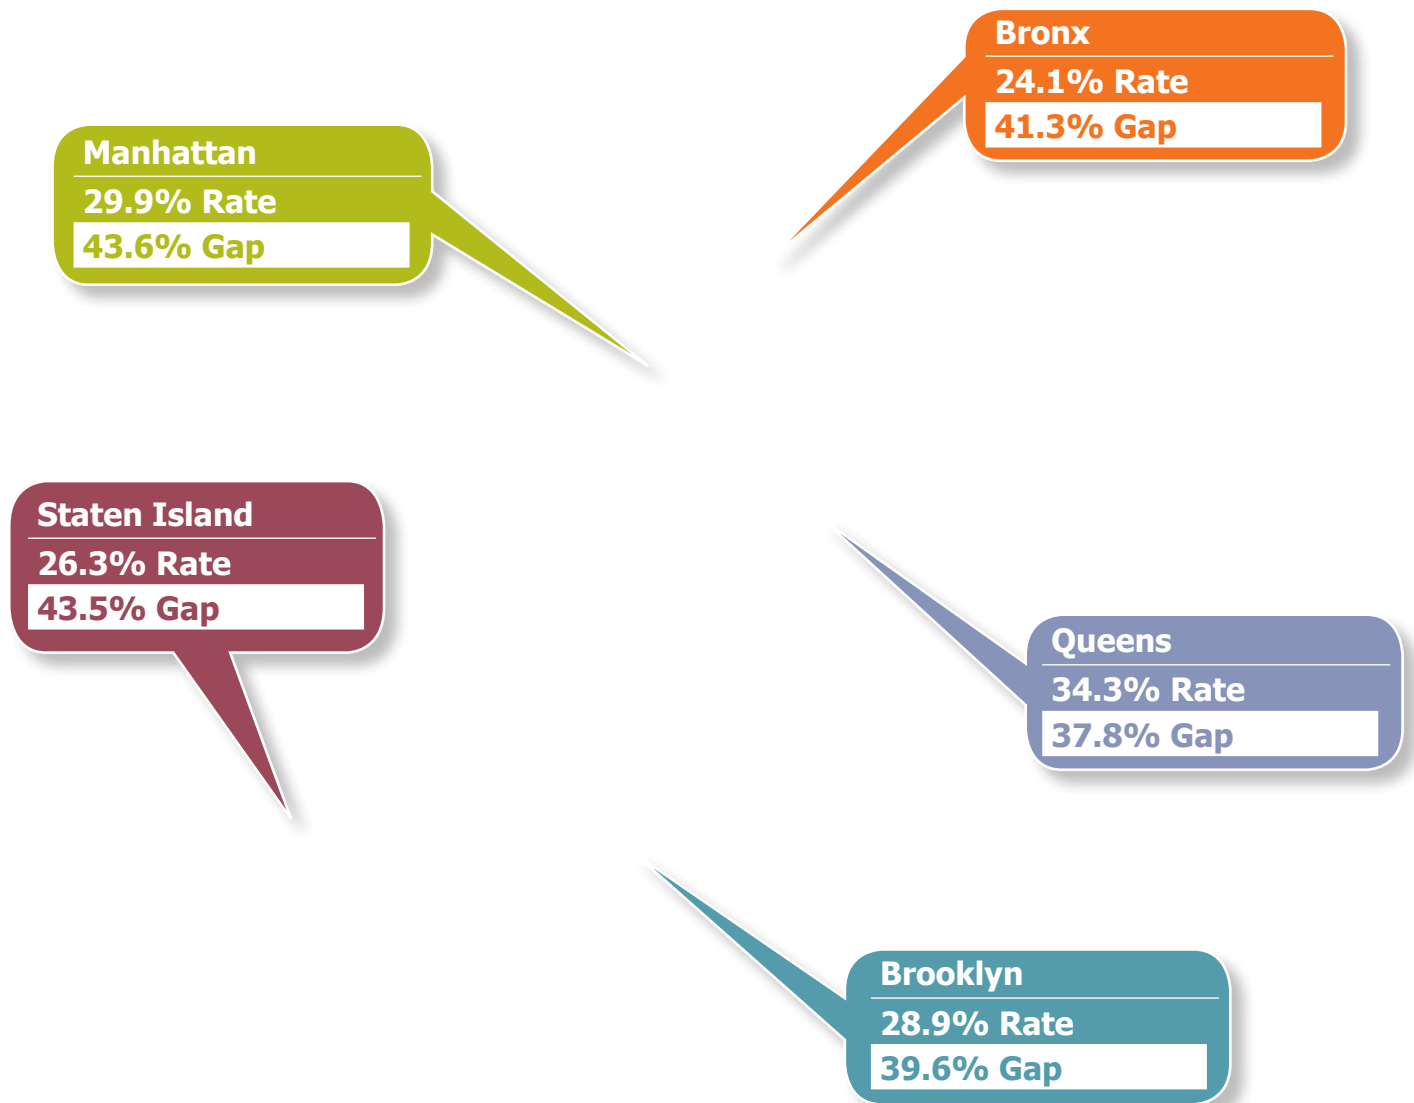 Bronx
24.1% Rate
41.3% Gap
Manhattan
29.9% Rate
43.6% Gap
Staten Island
26.3% Rate
43.5% Gap
Queens
34.3% Rate
37.8% Gap
Brooklyn
28.9% Rate
39.6% Gap